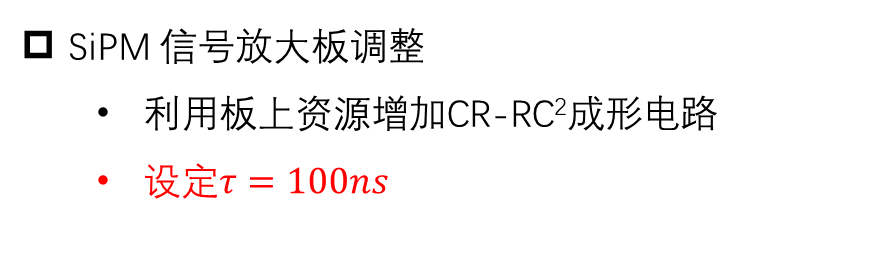 SiPM 信号放大板调整
• 利用板上资源增加CR-RC²成形电路
• 设定τ = 100ns